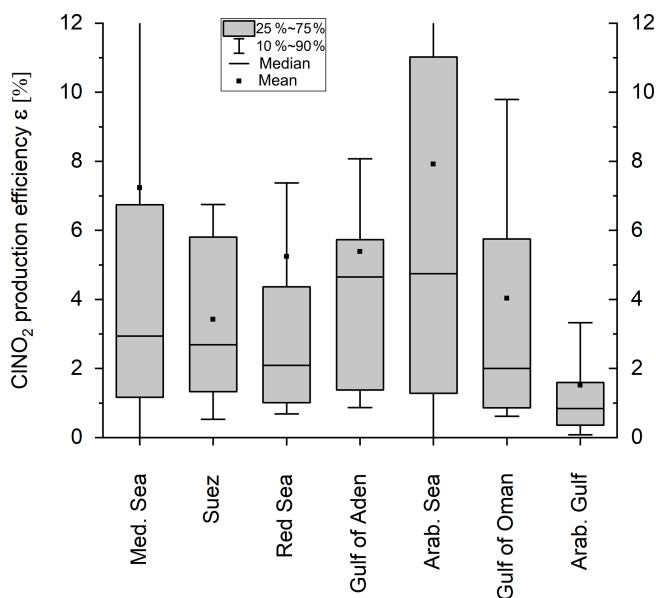 25 %~75 %
10 %~90 %
Median
Mean
ClNO₂ production efficiency ε [%]
12 12
10 10
8 8
6 6
4 4
2 2
0 0
Med. Sea
Suez
Red Sea
Gulf of Aden
Arab. Sea
Gulf of Oman
Arab. Gulf